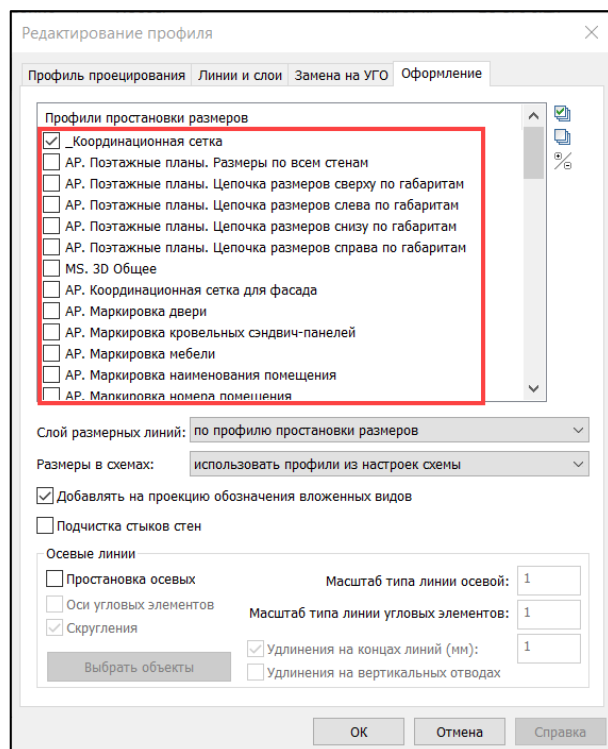 Редактирование профиля
Профиль проецирования Линии и слои Замена на УГО Оформление
Профили простановки размеров
_Координационная сетка
АР. Поэтажные планы. Размеры по всем стенам
АР. Поэтажные планы. Цепочка размеров сверху по габаритам
АР. Поэтажные планы. Цепочка размеров слева по габаритам
АР. Поэтажные планы. Цепочка размеров снизу по габаритам
АР. Поэтажные планы. Цепочка размеров справа по габаритам
MS. 3D Общее
АР. Координационная сетка для фасада
АР. Маркировка двери
АР. Маркировка кровельных сэндвич-панелей
АР. Маркировка мебели
АР. Маркировка наименования помещения
АР. Маркировка номера помещения
Слой размерных линий: по профилю простановки размеров
Размеры в схемах: использовать профили из настроек схемы
Добавлять на проекцию обозначения вложенных видов
Подчистка стыков стен
Осевые линии
Простановка осевых Масштаб типа линии осевой: 1
Оси угловых элементов Масштаб типа линии угловых элементов: 1
Скругления
Удлинения на концах линий (мм): 1
Выбрать объекты Удлинения на вертикальных отводах
ОК Отмена Справка